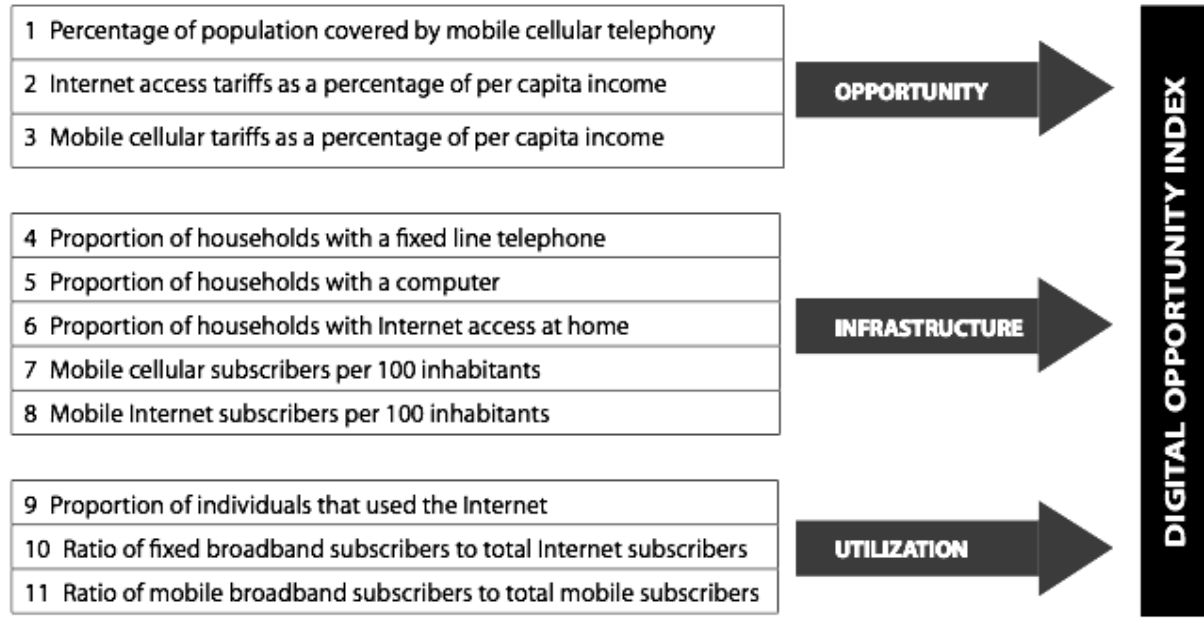 1 Percentage of population covered by mobile cellular telephony
2 Internet access tariffs as a percentage of per capita income
3 Mobile cellular tariffs as a percentage of per capita income
OPPORTUNITY
4 Proportion of households with a fixed line telephone
5 Proportion of households with a computer
6 Proportion of households with Internet access at home
7 Mobile cellular subscribers per 100 inhabitants
8 Mobile Internet subscribers per 100 inhabitants
INFRASTRUCTURE
9 Proportion of individuals that used the Internet
10 Ratio of fixed broadband subscribers to total Internet subscribers
11 Ratio of mobile broadband subscribers to total mobile subscribers
UTILIZATION
DIGITAL OPPORTUNITY INDEX